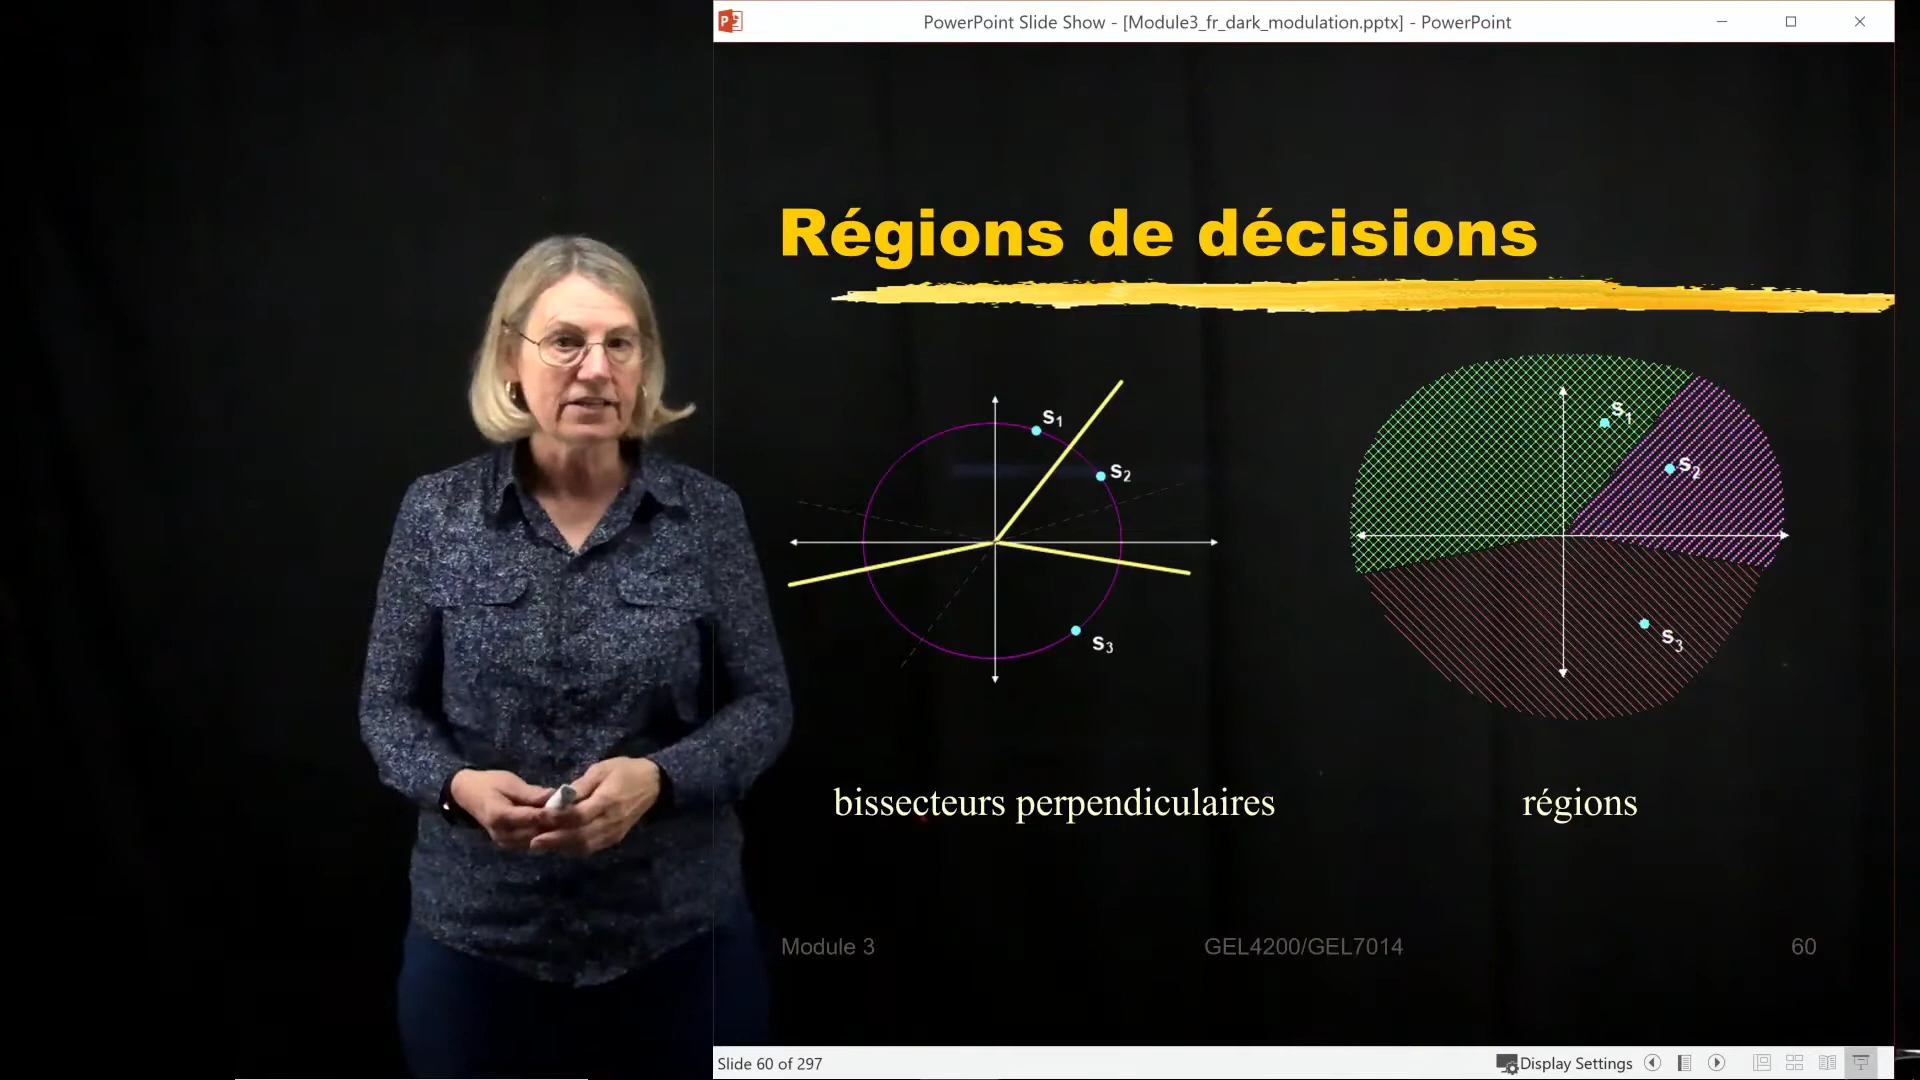 PowerPoint Slide Show - [Module3_fr_dark_modulation.pptx] - PowerPoint
Régions de décisions
s1
s2
s3
s1
s2
s3
bissecteurs perpendiculaires
régions
Module 3
GEL4200/GEL7014
60
Slide 60 of 297
Display Settings